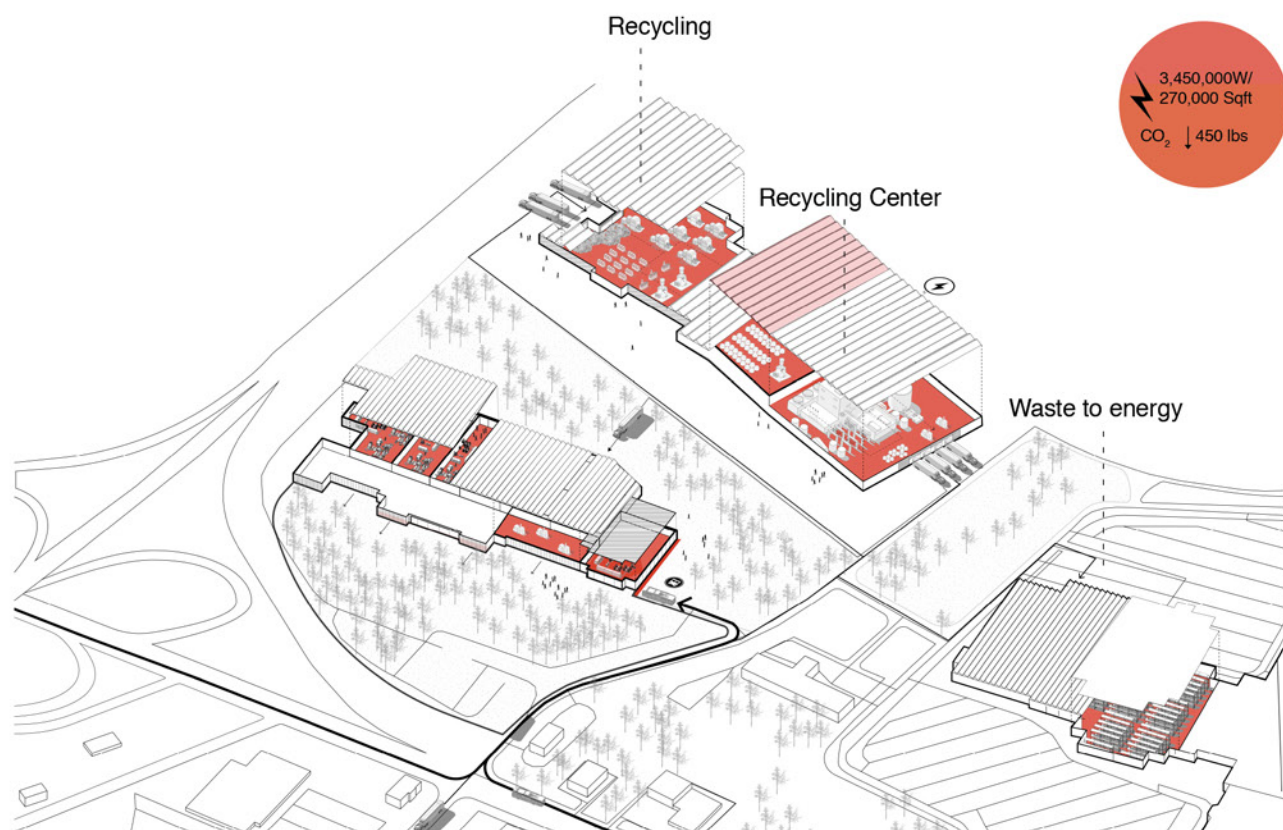 Recycling
3,450,000W/
270,000 Sqft
CO₂ ↓ 450 lbs
Recycling Center
Waste to energy